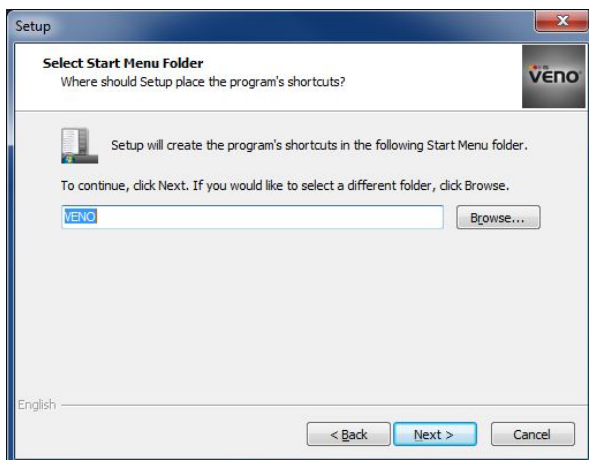 Setup
Select Start Menu Folder
Where should Setup place the program's shortcuts?
vēno
Setup will create the program's shortcuts in the following Start Menu folder.
To continue, click Next. If you would like to select a different folder, click Browse.
VENO
Browse...
English
< Back
Next >
Cancel